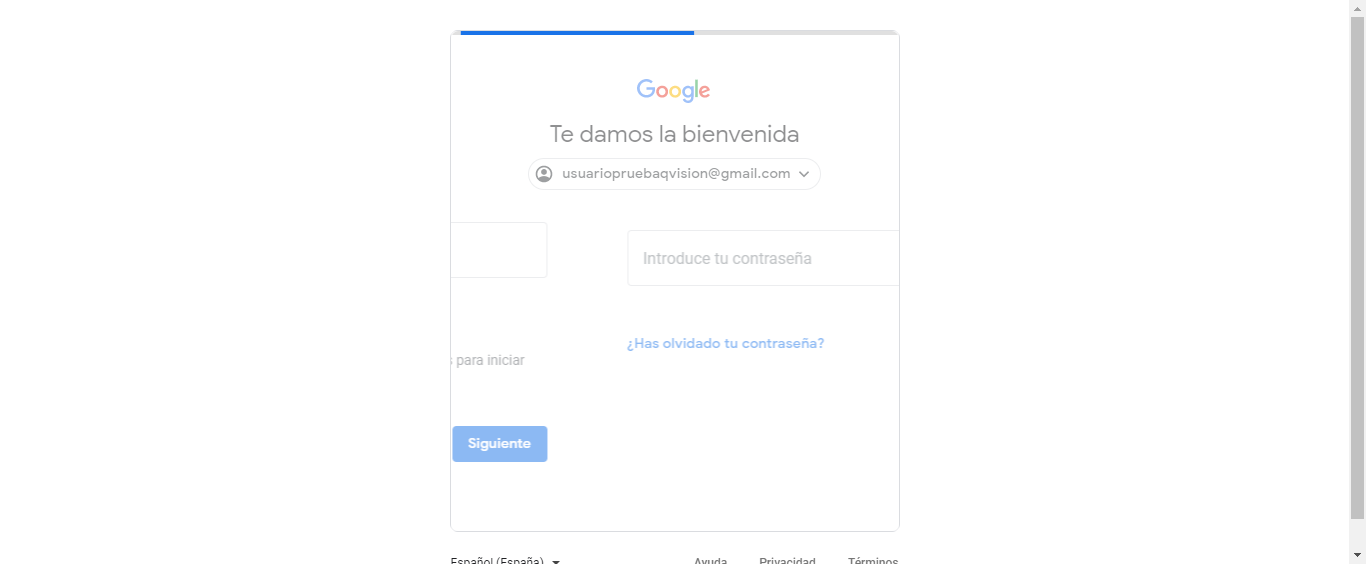 Google
Te damos la bienvenida
usuariopruebaqvision@gmail.com
Introduce tu contraseña
¿Has olvidado tu contraseña?
para iniciar
Siguiente
Español (España)
Ayuda Privacidad Términos